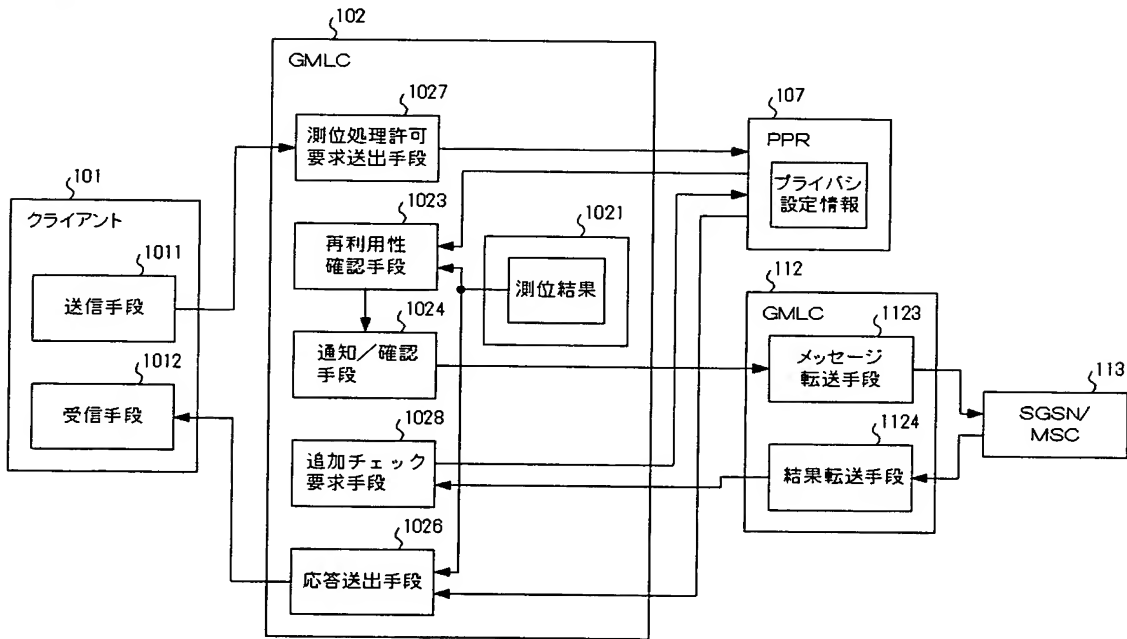 102
GMLC
1027
測位処理許可
要求送出手段
107
PPR
プライバシ
設定情報
101
クライアント
1011
送信手段
1012
受信手段
1023
再利用性
確認手段
1021
測位結果
1024
通知/確認
手段
112
GMLC
1123
メッセージ
転送手段
113
SGSN/
MSC
1028
追加チェック
要求手段
1124
結果転送手段
1026
応答送出手段